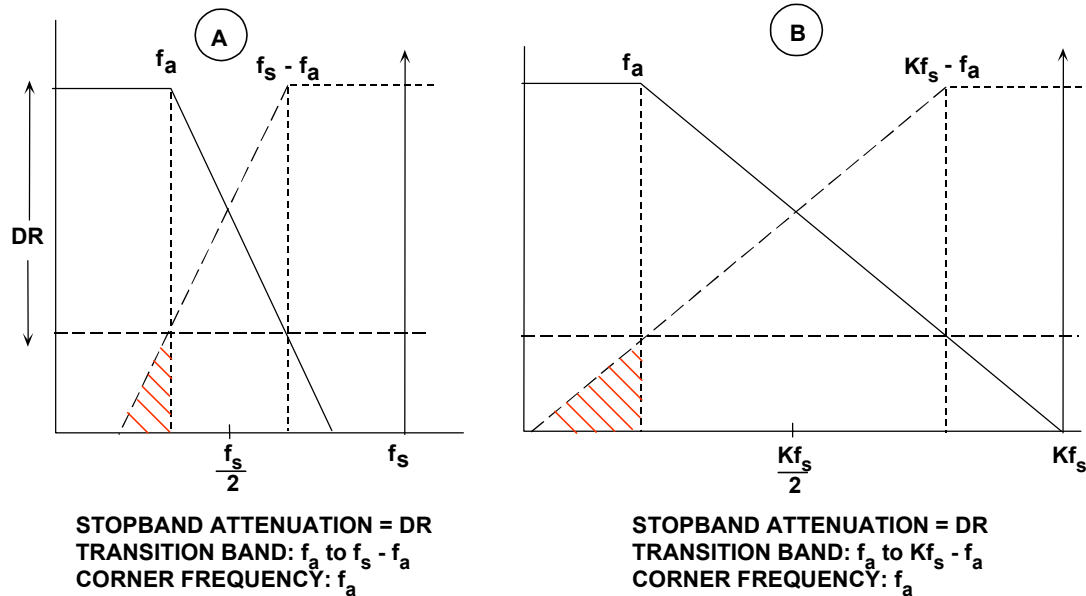 A
B
fa
fs - fa
fa
Kfs - fa
DR
fs
2
fs
Kfs
2
Kfs
STOPBAND ATTENUATION = DR
TRANSITION BAND: fa to fs - fa
CORNER FREQUENCY: fa
STOPBAND ATTENUATION = DR
TRANSITION BAND: fa to Kfs - fa
CORNER FREQUENCY: fa